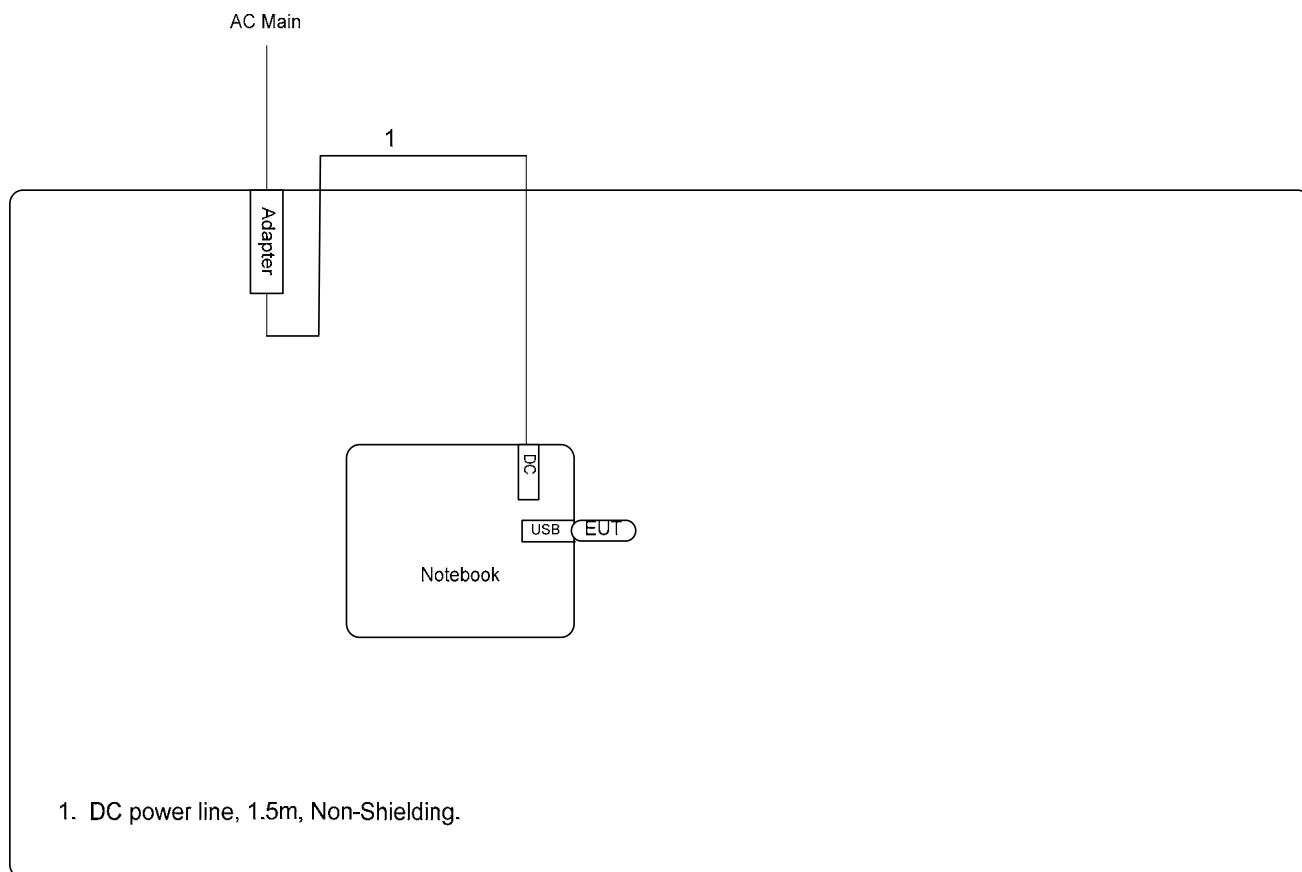 AC Main
1
Adapter
DC
USB
EUT
Notebook
1. DC power line, 1.5m, Non-Shielding.